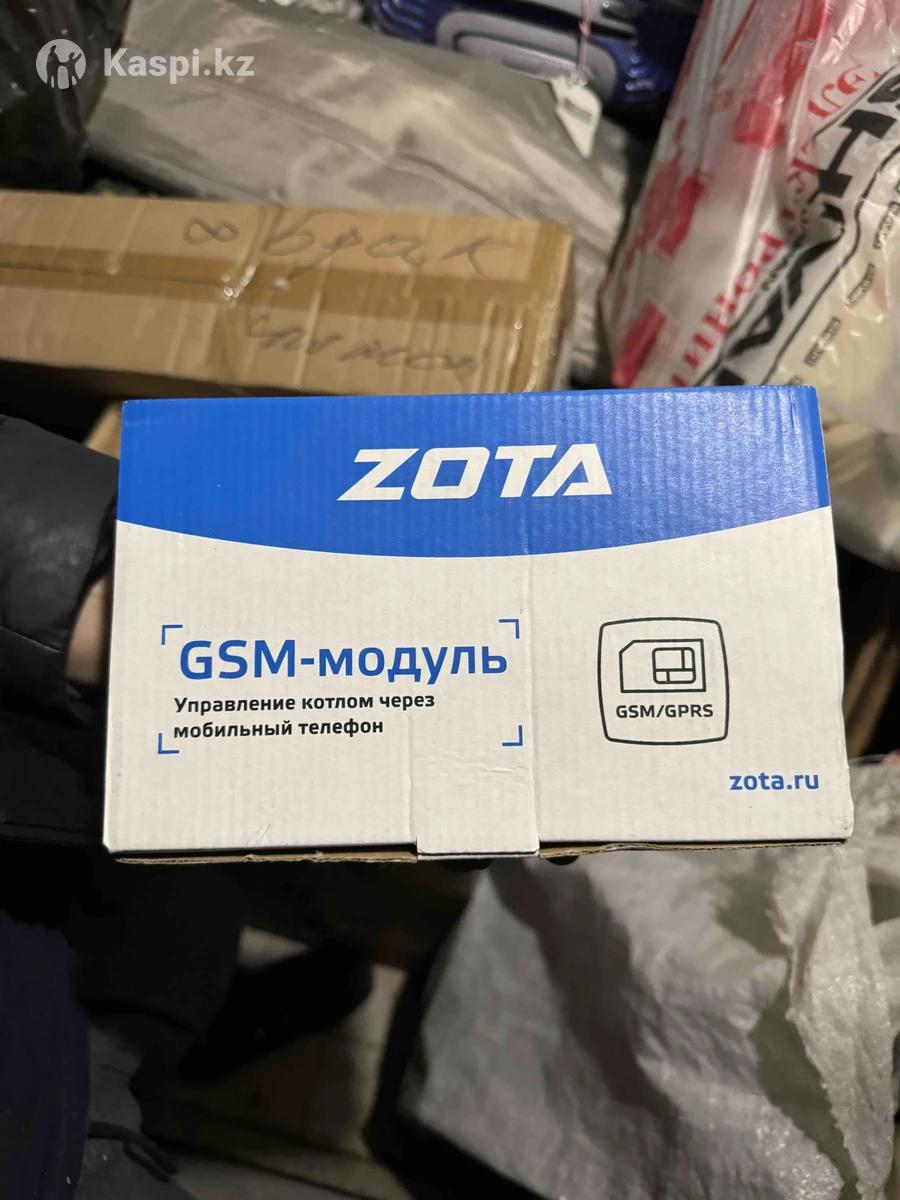 Kaspi.kz
Брак
ZOTA
GSM-модуль
Управление котлом через
мобильный телефон
GSM/GPRS
zota.ru